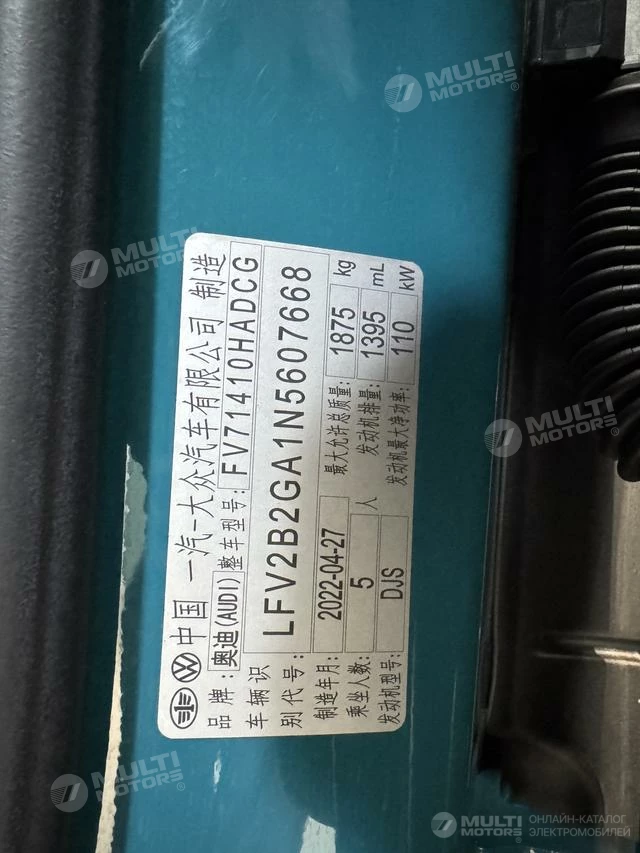 中国 一汽-大众汽车有限公司 制造
品牌: 奥迪(AUDI) 整车型号: FV71410HADCG
车辆识别代号: LFV2B2GA1N5607668
制造年月: 2022-04-27 最大允许总质量: 1875 kg
乘坐人数: 5 人 发动机排量: 1395 mL
发动机型号: DJS 发动机最大净功率: 110 kW
MULTI MOTORS®
MULTI MOTORS®
MULTI MOTORS®
MULTI MOTORS®
MULTI MOTORS®
ОНЛАЙН-КАТАЛОГ
ЭЛЕКТРОМОБИЛЕЙ